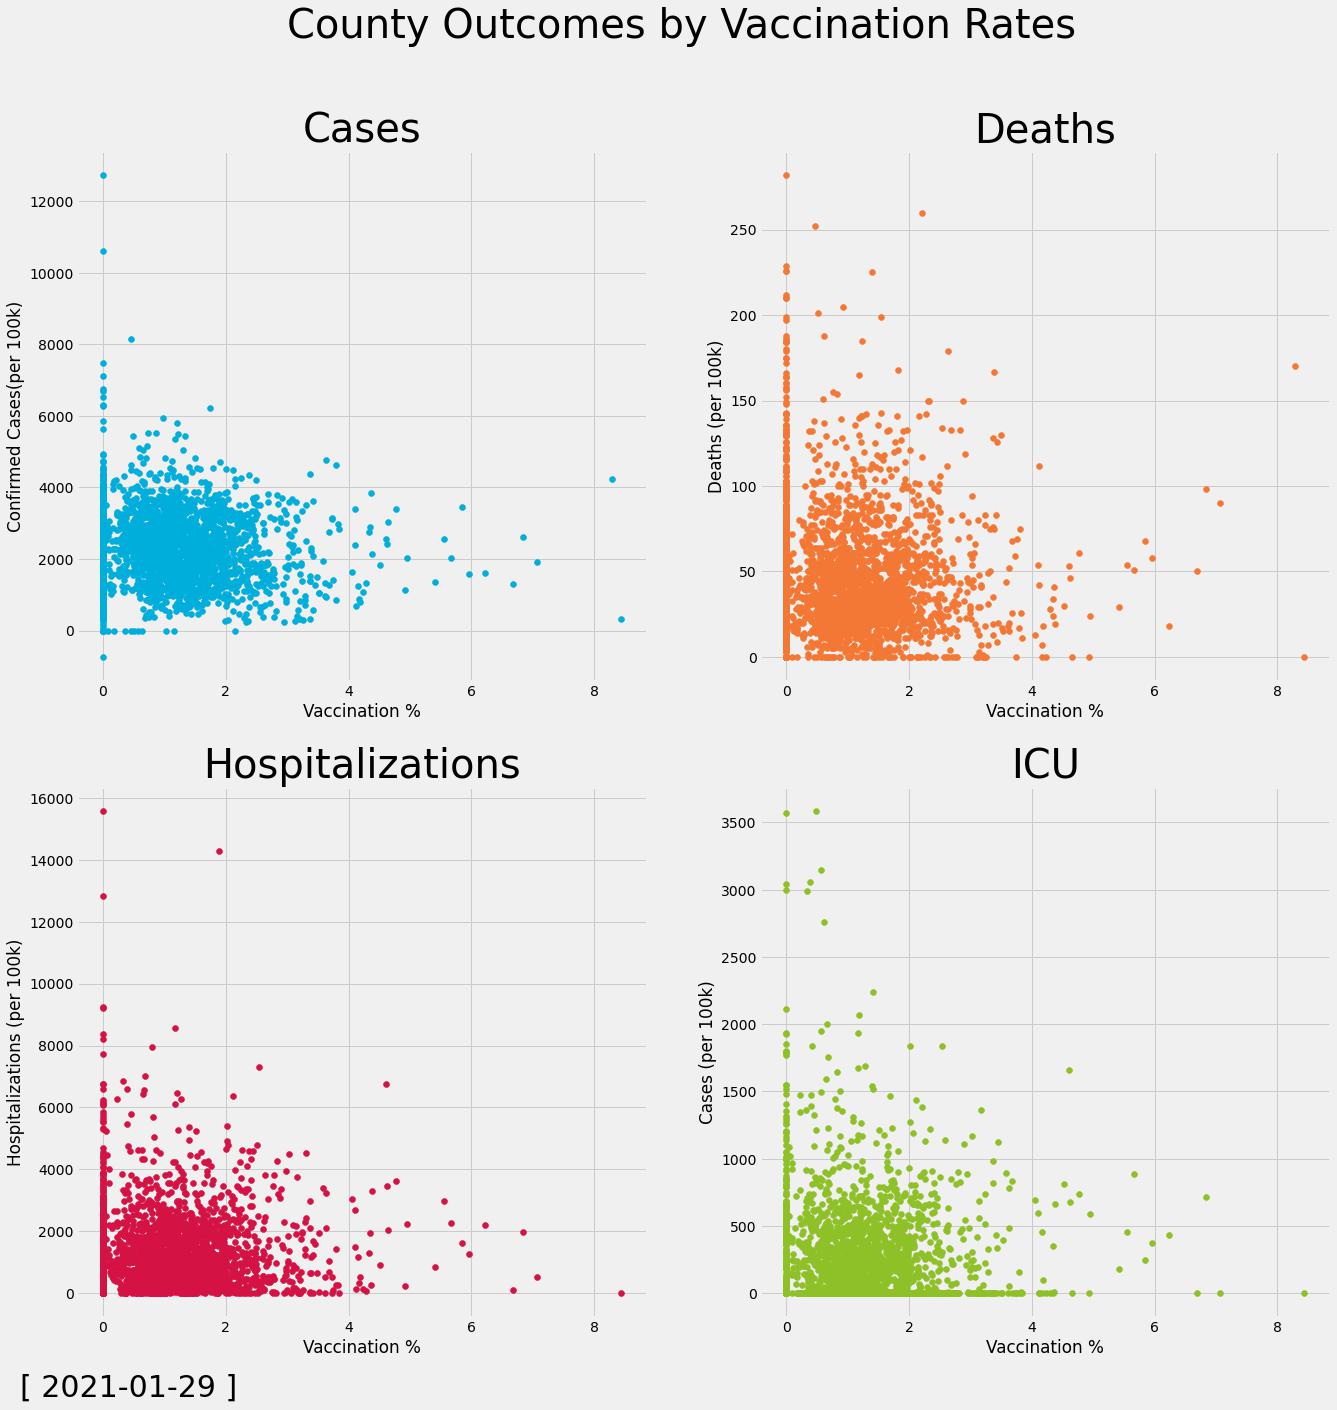 County Outcomes by Vaccination Rates
Cases
Confirmed Cases(per 100k)
12000
10000
8000
6000
4000
2000
0
0 2 4 6 8
Vaccination %
Deaths
Deaths (per 100k)
250
200
150
100
50
0
0 2 4 6 8
Vaccination %
Hospitalizations
Hospitalizations (per 100k)
16000
14000
12000
10000
8000
6000
4000
2000
0
0 2 4 6 8
Vaccination %
ICU
Cases (per 100k)
3500
3000
2500
2000
1500
1000
500
0
0 2 4 6 8
Vaccination %
[ 2021-01-29 ]